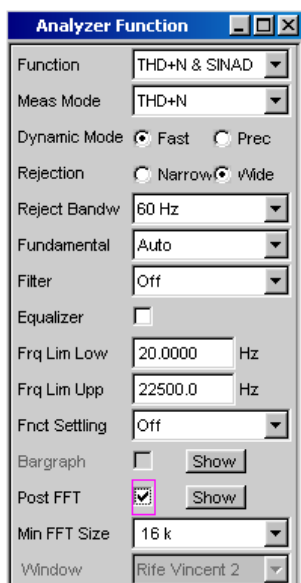 Analyzer Function
Function THD+N & SINAD
Meas Mode THD+N
Dynamic Mode Fast Prec
Rejection Narrow Wide
Reject Bandw 60 Hz
Fundamental Auto
Filter Off
Equalizer
Frq Lim Low 20.0000 Hz
Frq Lim Upp 22500.0 Hz
Fnct Settling Off
Bargraph Show
Post FFT Show
Min FFT Size 16 k
Window Rife Vincent 2